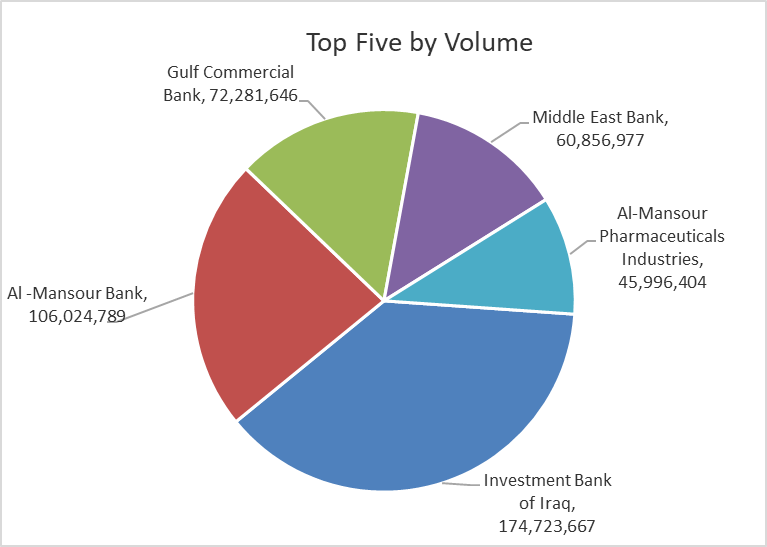 Top Five by Volume
Gulf Commercial
Bank, 72,281,646
Middle East Bank,
60,856,977
Al-Mansour
Pharmaceuticals
Industries,
45,996,404
Al -Mansour Bank,
106,024,789
Investment Bank
of Iraq,
174,723,667